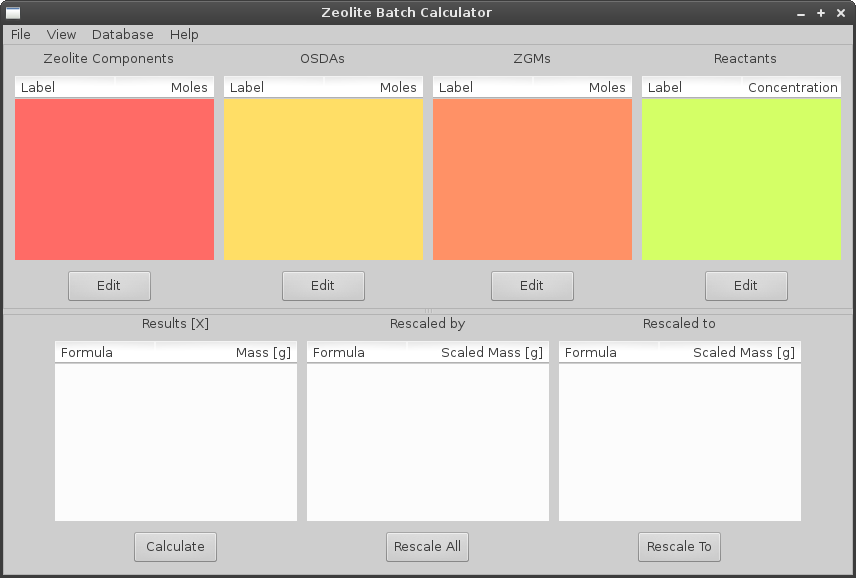 Zeolite Batch Calculator
File View Database Help
Zeolite Components OSDAs ZGMs Reactants
Label Moles Label Moles Label Moles Label Concentration
Edit Edit Edit Edit
Results [X] Rescaled by Rescaled to
Formula Mass [g] Formula Scaled Mass [g] Formula Scaled Mass [g]
Calculate Rescale All Rescale To